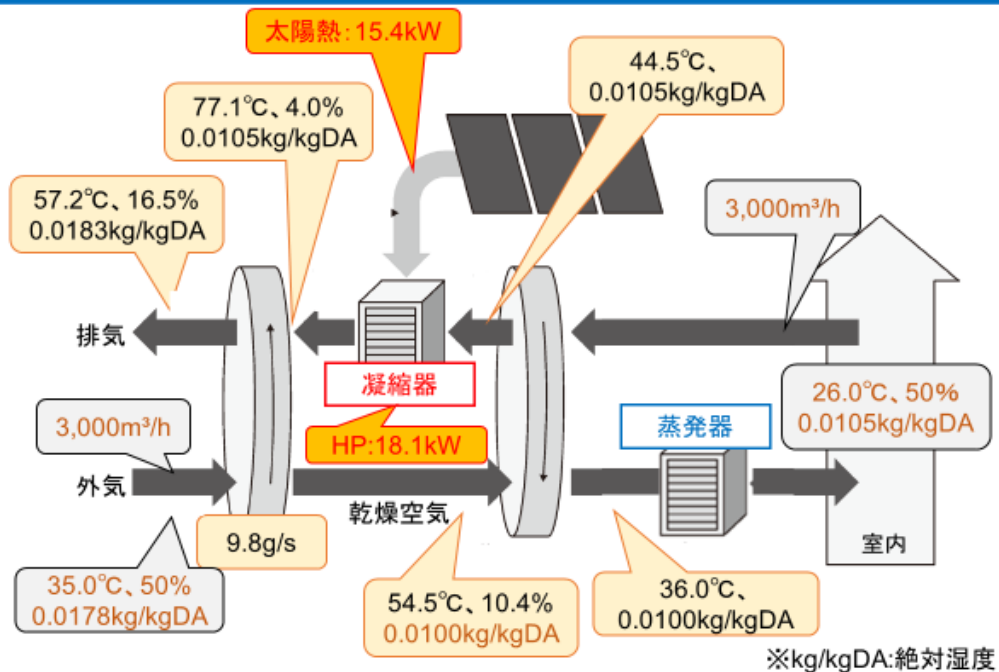 太陽熱：15.4kW
44.5℃、
0.0105kg/kgDA
77.1℃、4.0%
0.0105kg/kgDA
57.2℃、16.5%
0.0183kg/kgDA
3,000m³/h
排気
凝縮器
26.0℃、50%
0.0105kg/kgDA
3,000m³/h
HP:18.1kW
蒸発器
外気
乾燥空気
9.8g/s
室内
35.0℃、50%
0.0178kg/kgDA
54.5℃、10.4%
0.0100kg/kgDA
36.0℃、
0.0100kg/kgDA
※kg/kgDA:絶対湿度